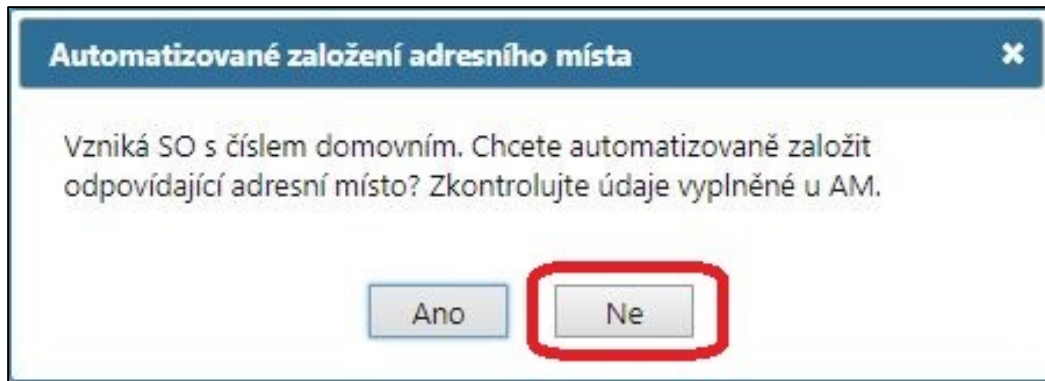 Automatizované založení adresního místa
Vzniká SO s číslem domovním. Chcete automatizovaně založit
odpovídající adresní místo? Zkontrolujte údaje vyplněné u AM.
Ano Ne